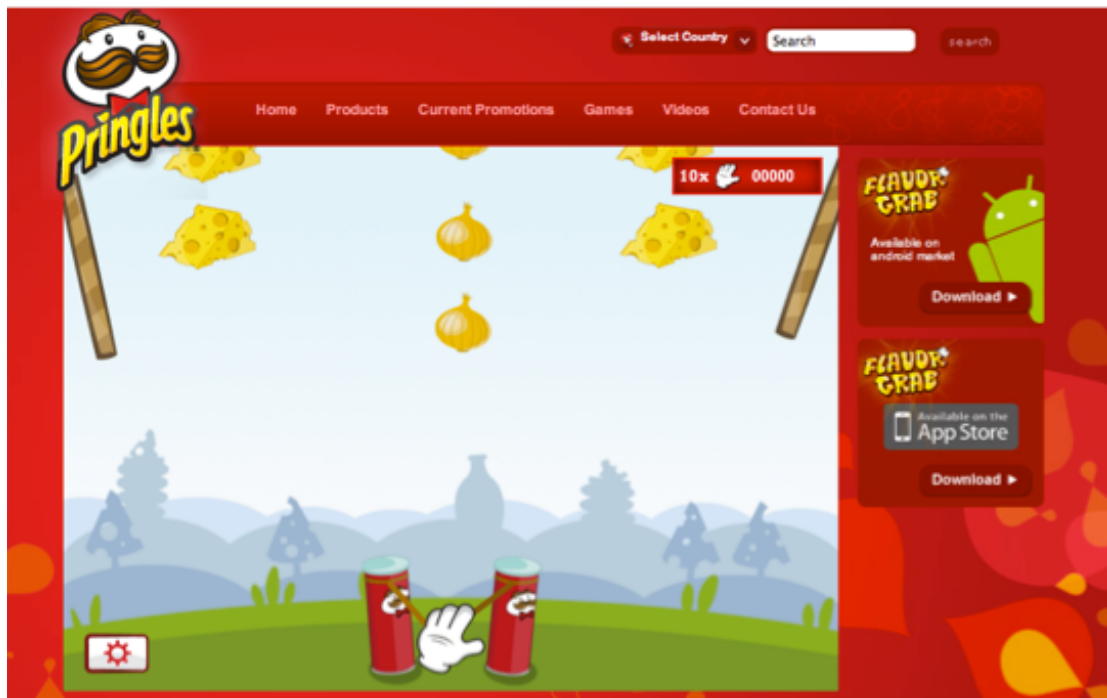 Select Country
Search
search
Pringles
Home Products Current Promotions Games Videos Contact Us
10x 00000
FLAVOR
GRAB
Available on
android market
Download
FLAVOR
GRAB
Available on the
App Store
Download